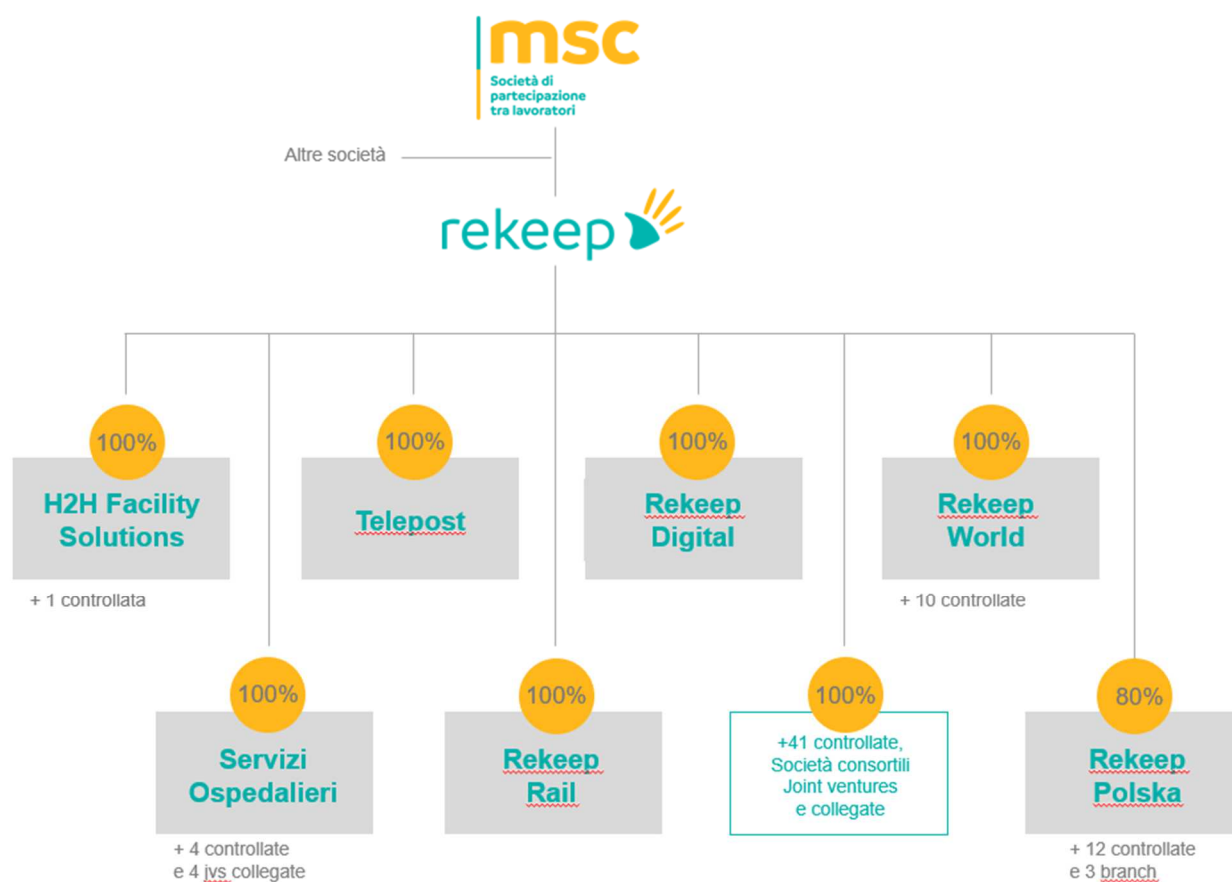 msc
Società di
partecipazione
tra lavoratori
Altre società
rekeep
100%
H2H Facility
Solutions
+ 1 controllata
100%
Telepost
100%
Rekeep
Digital
100%
Rekeep
World
+ 10 controllate
100%
Servizi
Ospedalieri
+ 4 controllate
e 4 jvs collegate
100%
Rekeep
Rail
100%
+41 controllate,
Società consortili
Joint ventures
e collegate
80%
Rekeep
Polska
+ 12 controllate
e 3 branch